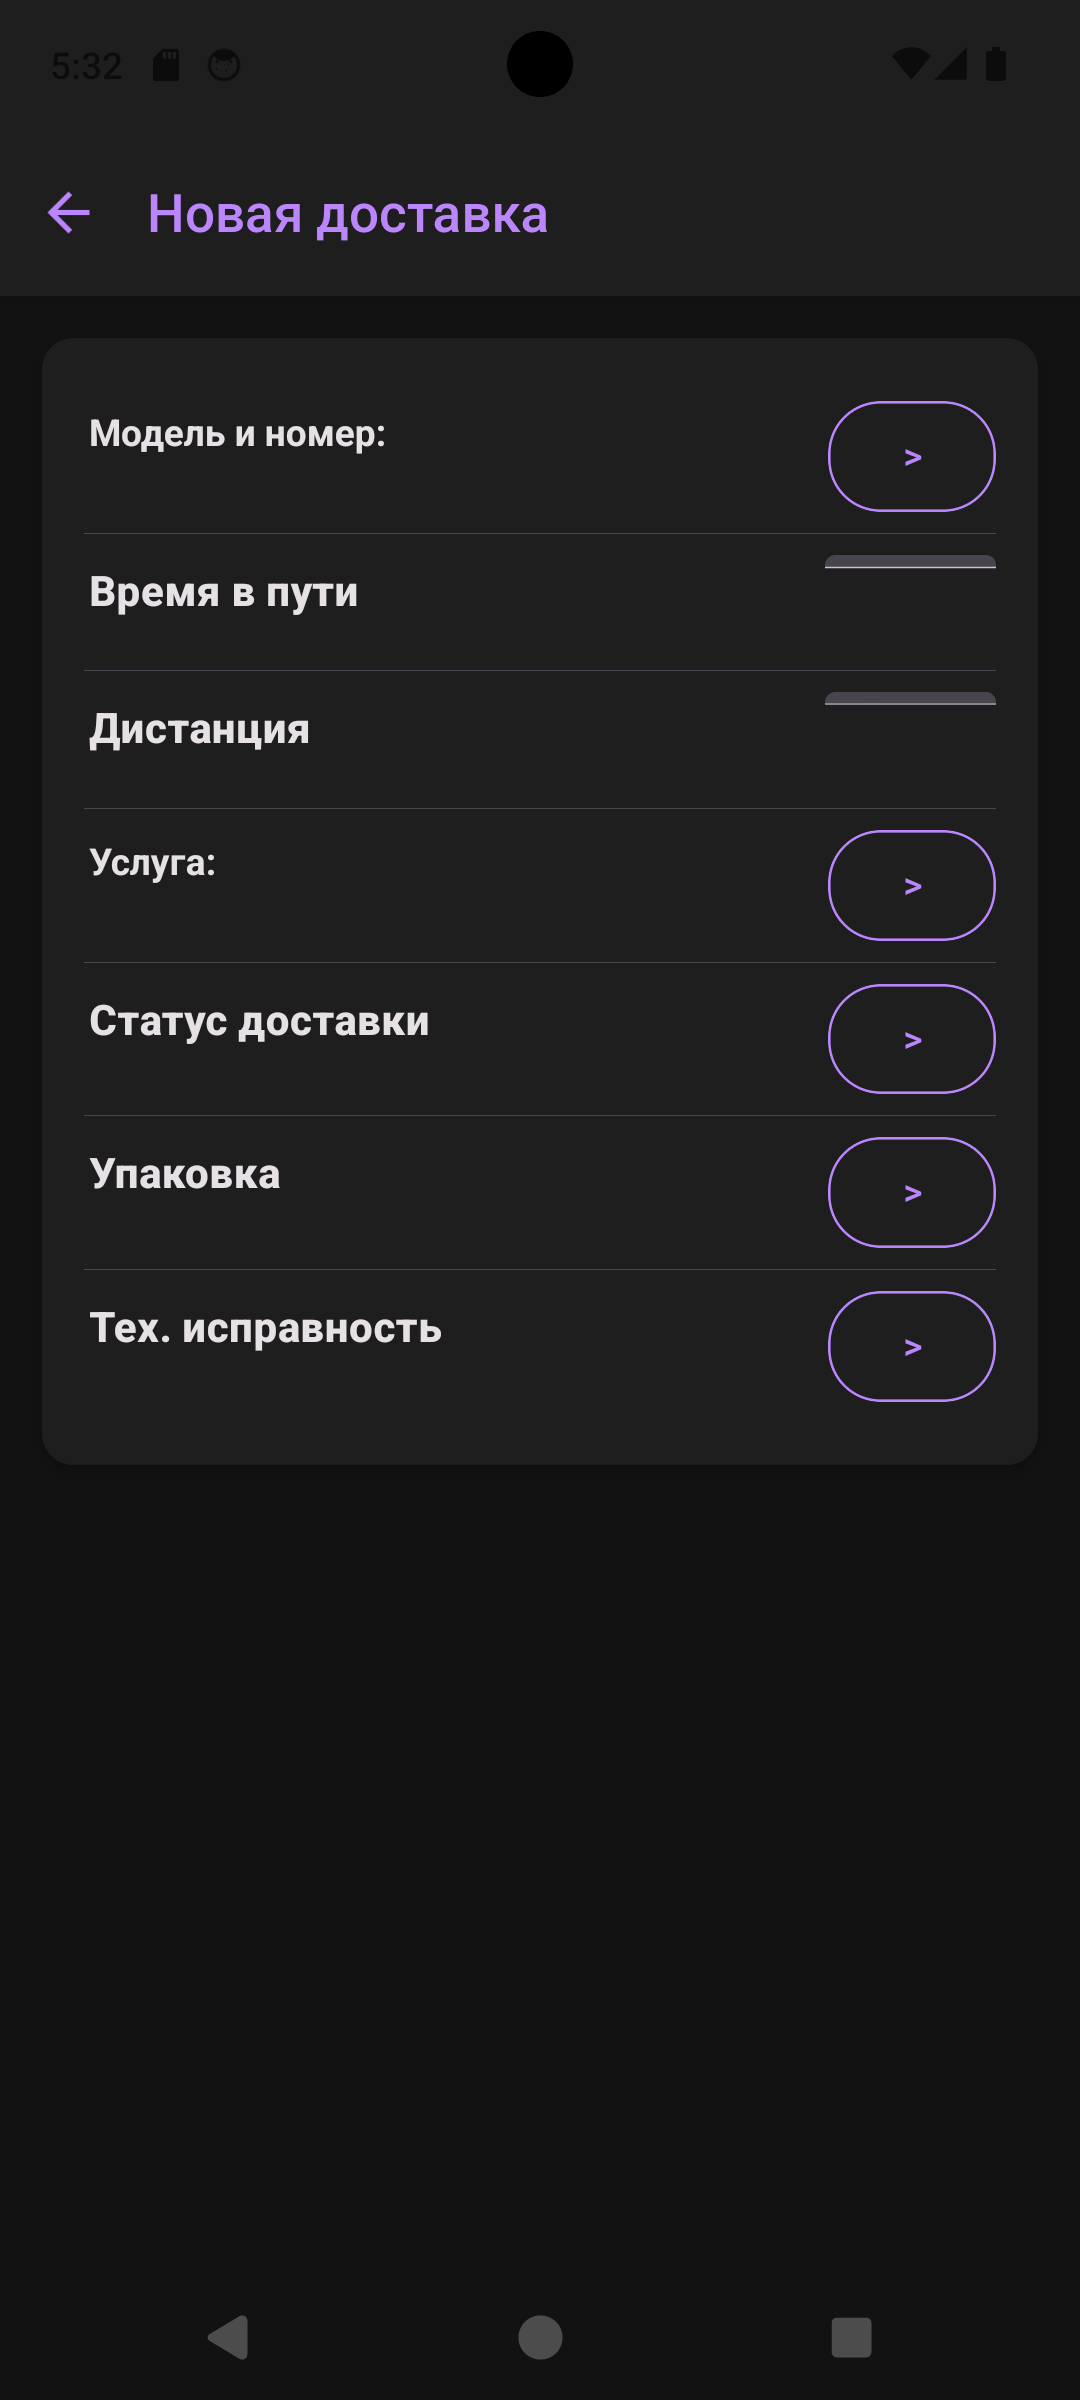 5:32
Новая доставка
Модель и номер:
>
Время в пути
Дистанция
Услуга:
>
Статус доставки
>
Упаковка
>
Тех. исправность
>